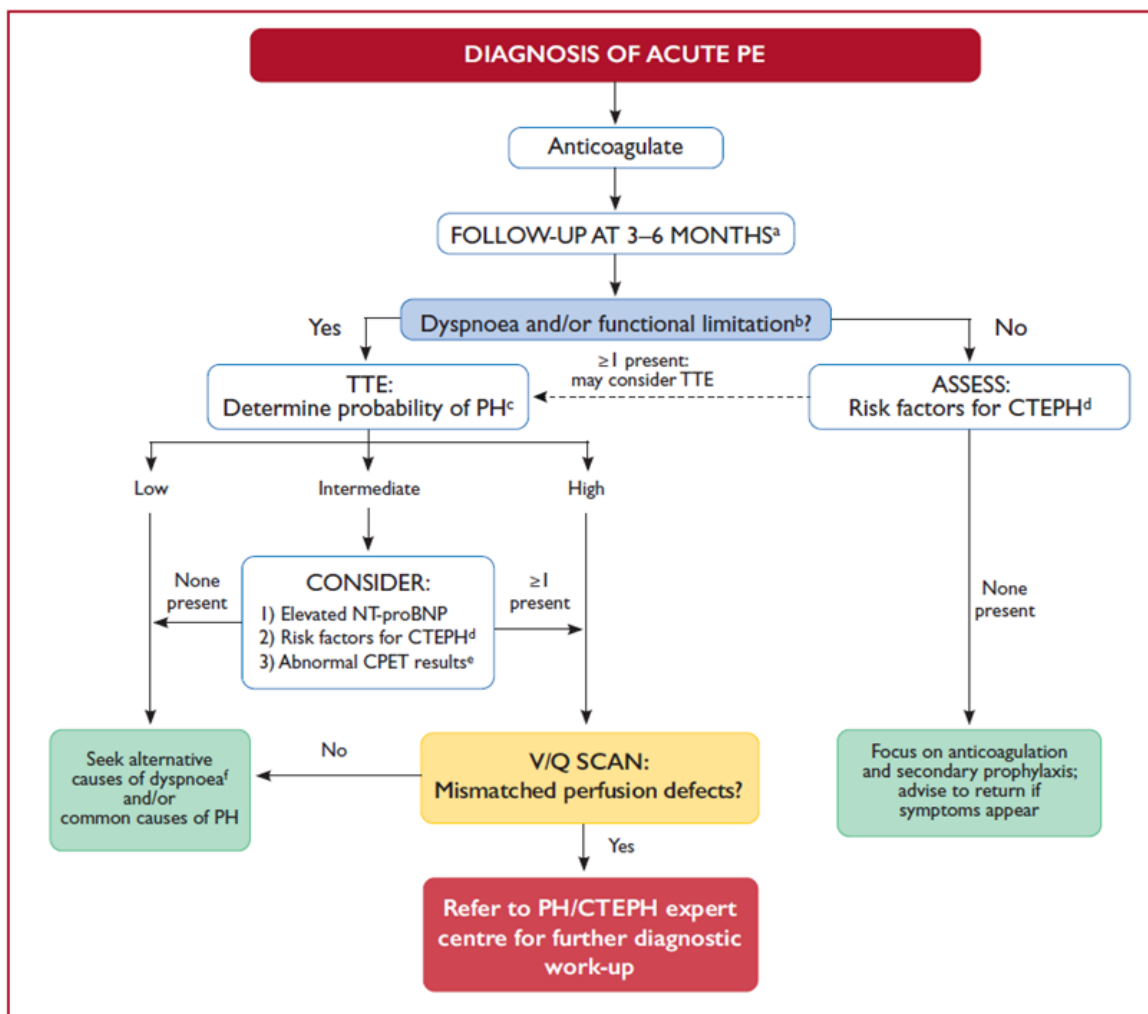 DIAGNOSIS OF ACUTE PE
Anticoagulate
FOLLOW-UP AT 3–6 MONTHSᵃ
Dyspnoea and/or functional limitationᵇ?
Yes
No
≥1 present:
may consider TTE
TTE:
Determine probability of PHᶜ
ASSESS:
Risk factors for CTEPHᵈ
Low
Intermediate
High
None
present
CONSIDER:
1) Elevated NT-proBNP
2) Risk factors for CTEPHᵈ
3) Abnormal CPET resultsᵉ
≥1
present
None
present
Seek alternative
causes of dyspnoeaᶠ
and/or
common causes of PH
No
V/Q SCAN:
Mismatched perfusion defects?
Focus on anticoagulation
and secondary prophylaxis;
advise to return if
symptoms appear
Yes
Refer to PH/CTEPH expert
centre for further diagnostic
work-up